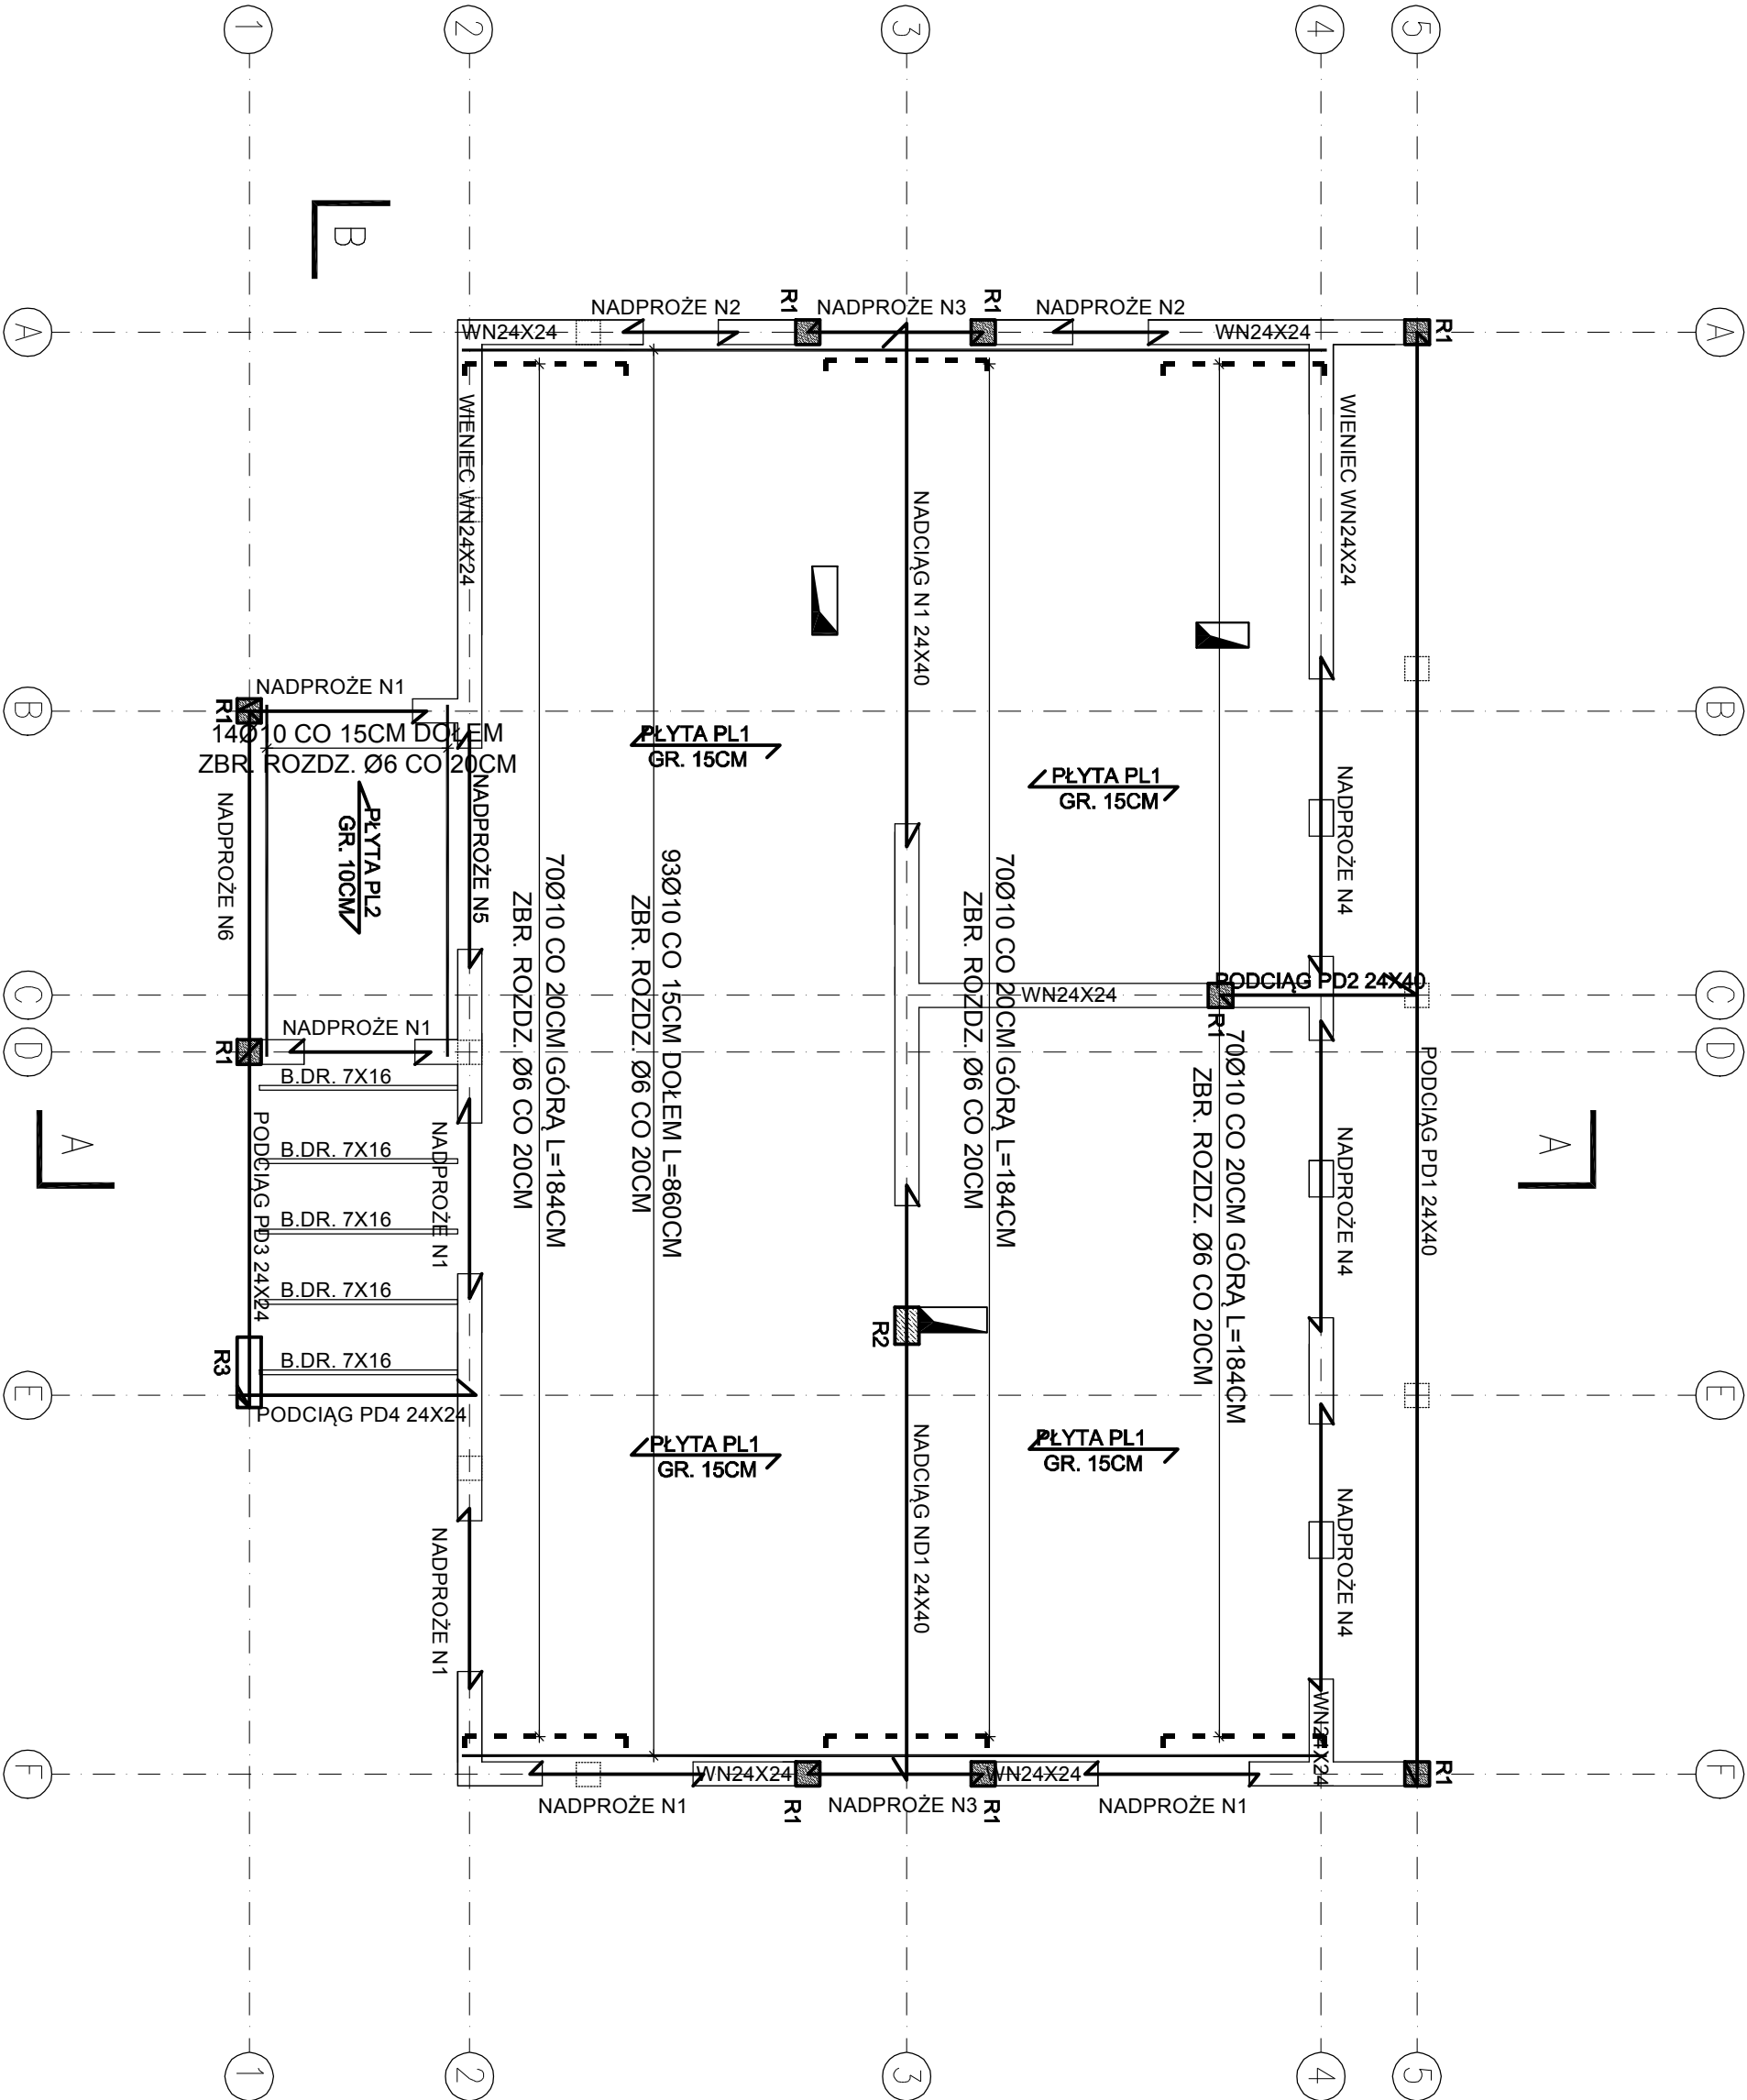 1
2
3
4
5
B
NADPROŻE N2
R1
NADPROŻE N3
R1
NADPROŻE N2
R1
A
WN24X24
WN24X24
A
WIENIEC WN24X24
WIENIEC WN24X24
NADCIĄG N1 24X40
NADPROŻE N1
R1
B
B
14Ø10 CO 15CM DOŁEM
ZBR. ROZDZ. Ø6 CO 20CM
PŁYTA PL1
GR. 15CM
PŁYTA PL1
GR. 15CM
NADPROŻE N6
PŁYTA PL2
GR. 10CM
NADPROŻE N5
NADPROŻE N4
70Ø10 CO 20CM GÓRĄ L=184CM
ZBR. ROZDZ. Ø6 CO 20CM
93Ø10 CO 15CM DOŁEM L=860CM
ZBR. ROZDZ. Ø6 CO 20CM
70Ø10 CO 20CM GÓRĄ L=184CM
ZBR. ROZDZ. Ø6 CO 20CM
PODCIĄG PD2 24X40
C
WN24X24
C
R1
NADPROŻE N1
R1
D
D
70Ø10 CO 20CM GÓRĄ L=184CM
ZBR. ROZDZ. Ø6 CO 20CM
PODCIĄG PD1 24X40
B.DR. 7X16
B.DR. 7X16
B.DR. 7X16
B.DR. 7X16
B.DR. 7X16
A
A
PODCIĄG PD3 24X24
NADPROŻE N1
NADPROŻE N4
R2
R3
E
E
PODCIĄG PD4 24X24
PŁYTA PL1
GR. 15CM
PŁYTA PL1
GR. 15CM
NADCIĄG ND1 24X40
NADPROŻE N1
NADPROŻE N4
WN24X24
F
WN24X24
WN24X24
R1
F
NADPROŻE N1
R1
NADPROŻE N3
R1
NADPROŻE N1
1
2
3
4
5